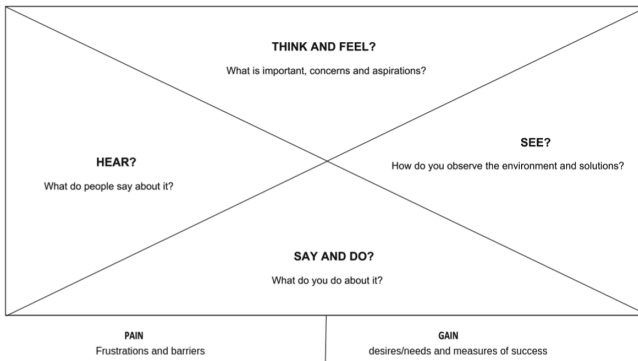 THINK AND FEEL?
What is important, concerns and aspirations?
SEE?
How do you observe the environment and solutions?
HEAR?
What do people say about it?
SAY AND DO?
What do you do about it?
PAIN
Frustrations and barriers
GAIN
desires/needs and measures of success